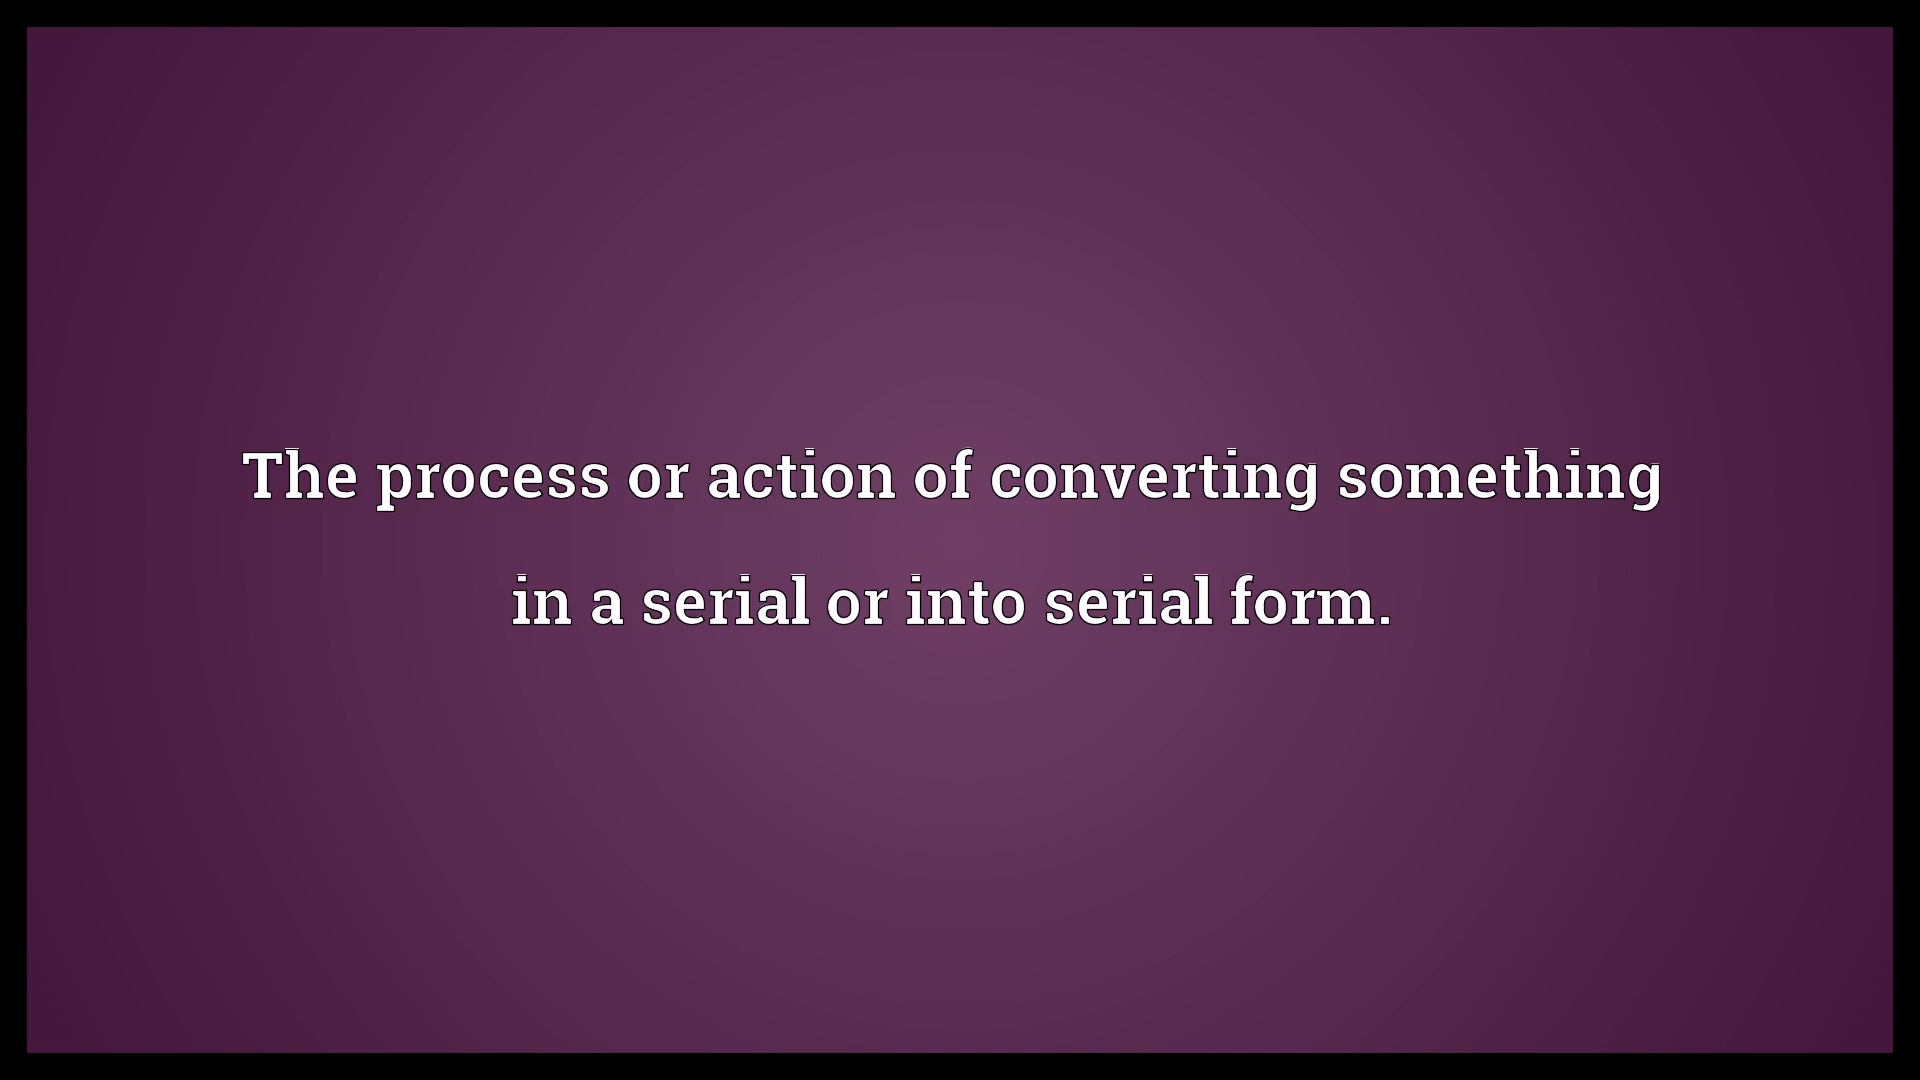 The process or action of converting something
in a serial or into serial form.